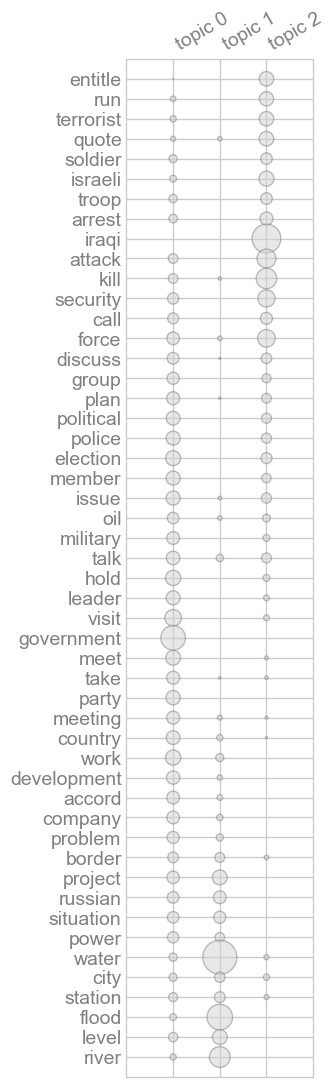 topic 0
topic 1
topic 2
entitle
run
terrorist
quote
soldier
israeli
troop
arrest
iraqi
attack
kill
security
call
force
discuss
group
plan
political
police
election
member
issue
oil
military
talk
hold
leader
visit
government
meet
take
party
meeting
country
work
development
accord
company
problem
border
project
russian
situation
power
water
city
station
flood
level
river